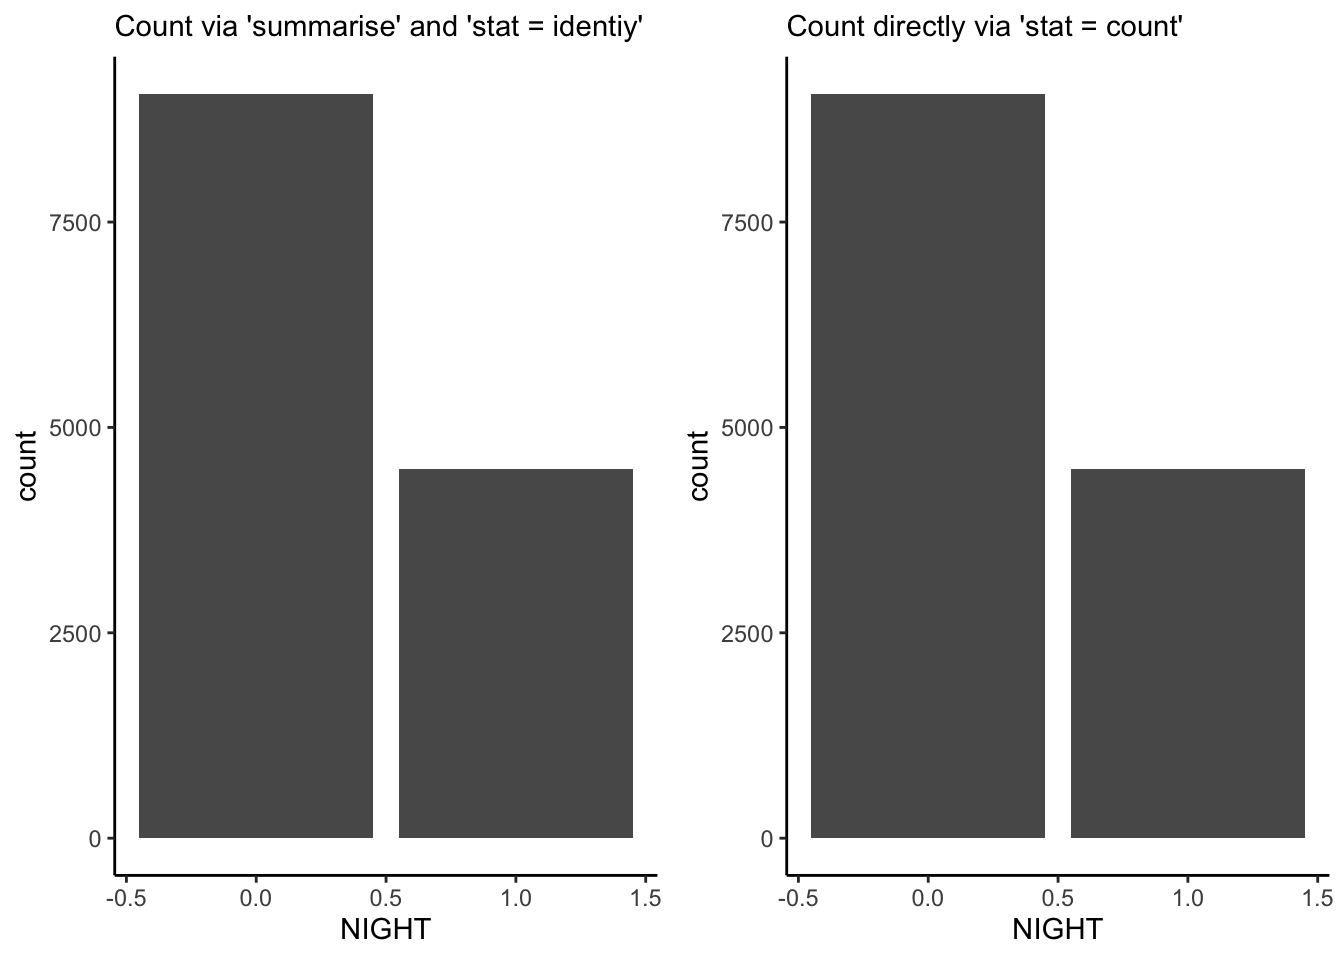 Count via 'summarise' and 'stat = identiy'
count
7500
5000
2500
0
-0.5 0.0 0.5 1.0 1.5
NIGHT
Count directly via 'stat = count'
count
7500
5000
2500
0
-0.5 0.0 0.5 1.0 1.5
NIGHT